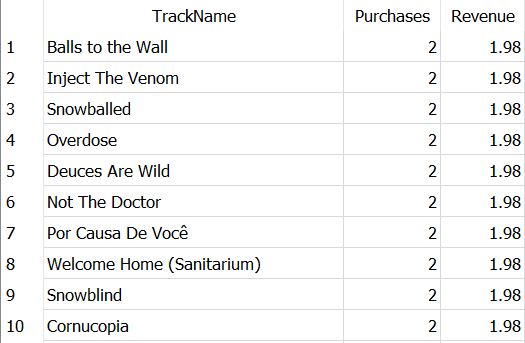 TrackName Purchases Revenue
1 Balls to the Wall 2 1.98
2 Inject The Venom 2 1.98
3 Snowballed 2 1.98
4 Overdose 2 1.98
5 Deuces Are Wild 2 1.98
6 Not The Doctor 2 1.98
7 Por Causa De Você 2 1.98
8 Welcome Home (Sanitarium) 2 1.98
9 Snowblind 2 1.98
10 Cornucopia 2 1.98